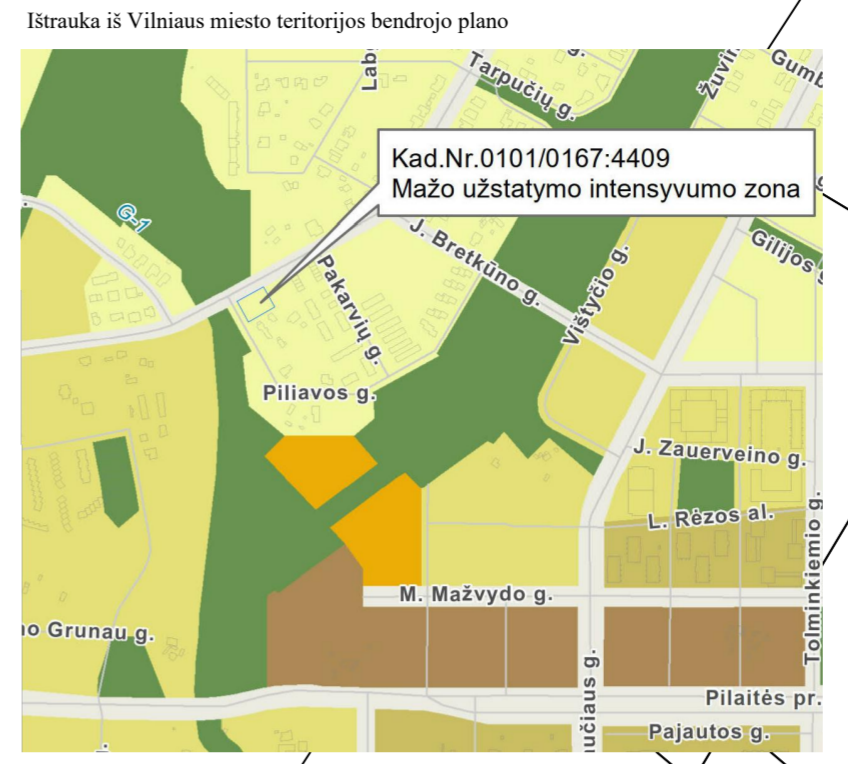 Ištrauka iš Vilniaus miesto teritorijos bendrojo plano
Tarpučių g.
Kad.Nr.0101/0167:4409
Mažo užstatymo intensyvumo zona
G-1
J. Bretkūno g.
Gilijos
Pakarvių g.
Vištyčio g.
Piliavos g.
J. Zauerveino g.
L. Rėzos al.
M. Mažvydo g.
Tolminkiemio g.
no Grunau g.
Pilaitės pr.
Pajautos g.